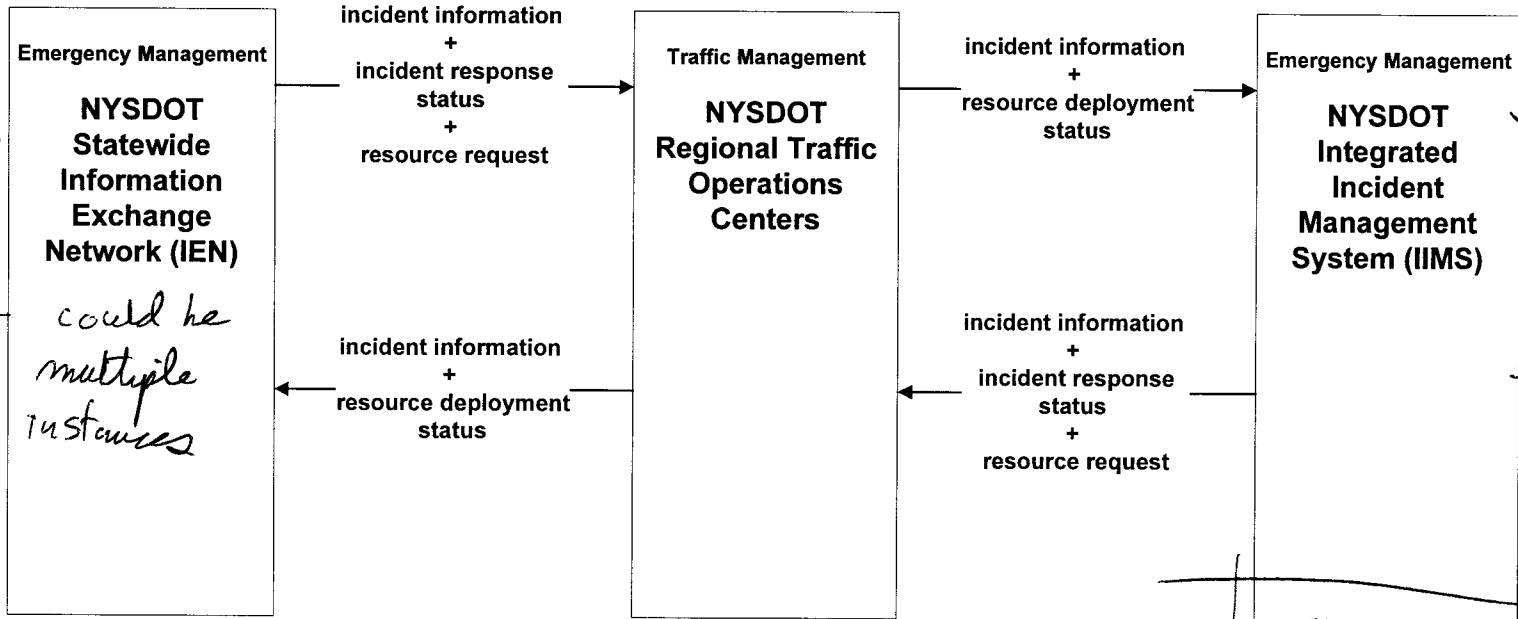 Emergency Management
NYSDOT
Statewide
Information
Exchange
Network (IEN)
could be
multiple
instances
incident information
+
incident response
status
+
resource request
incident information
+
resource deployment
status
Traffic Management
NYSDOT
Regional Traffic
Operations
Centers
incident information
+
resource deployment
status
incident information
+
incident response
status
+
resource request
Emergency Management
NYSDOT
Integrated
Incident
Management
System (IIMS)